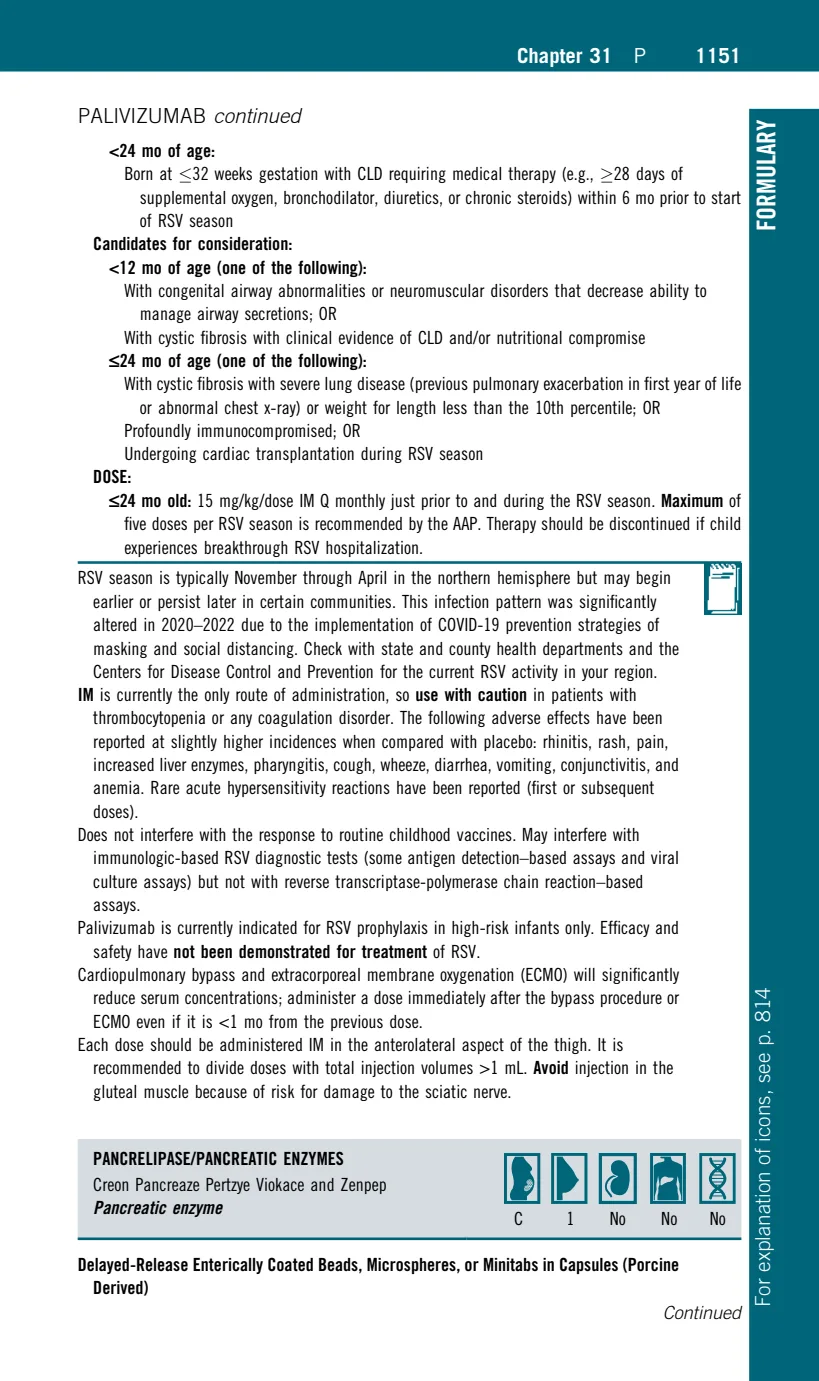 Chapter 31 P 1151
PALIVIZUMAB continued
<24 mo of age:
Born at ≤32 weeks gestation with CLD requiring medical therapy (e.g., ≥28 days of
supplemental oxygen, bronchodilator, diuretics, or chronic steroids) within 6 mo prior to start
of RSV season
Candidates for consideration:
<12 mo of age (one of the following):
With congenital airway abnormalities or neuromuscular disorders that decrease ability to
manage airway secretions; OR
With cystic fibrosis with clinical evidence of CLD and/or nutritional compromise
≤24 mo of age (one of the following):
With cystic fibrosis with severe lung disease (previous pulmonary exacerbation in first year of life
or abnormal chest x-ray) or weight for length less than the 10th percentile; OR
Profoundly immunocompromised; OR
Undergoing cardiac transplantation during RSV season
DOSE:
≤24 mo old: 15 mg/kg/dose IM Q monthly just prior to and during the RSV season. Maximum of
five doses per RSV season is recommended by the AAP. Therapy should be discontinued if child
experiences breakthrough RSV hospitalization.
RSV season is typically November through April in the northern hemisphere but may begin
earlier or persist later in certain communities. This infection pattern was significantly
altered in 2020–2022 due to the implementation of COVID-19 prevention strategies of
masking and social distancing. Check with state and county health departments and the
Centers for Disease Control and Prevention for the current RSV activity in your region.
IM is currently the only route of administration, so use with caution in patients with
thrombocytopenia or any coagulation disorder. The following adverse effects have been
reported at slightly higher incidences when compared with placebo: rhinitis, rash, pain,
increased liver enzymes, pharyngitis, cough, wheeze, diarrhea, vomiting, conjunctivitis, and
anemia. Rare acute hypersensitivity reactions have been reported (first or subsequent
doses).
Does not interfere with the response to routine childhood vaccines. May interfere with
immunologic-based RSV diagnostic tests (some antigen detection–based assays and viral
culture assays) but not with reverse transcriptase-polymerase chain reaction–based
assays.
Palivizumab is currently indicated for RSV prophylaxis in high-risk infants only. Efficacy and
safety have not been demonstrated for treatment of RSV.
Cardiopulmonary bypass and extracorporeal membrane oxygenation (ECMO) will significantly
reduce serum concentrations; administer a dose immediately after the bypass procedure or
ECMO even if it is <1 mo from the previous dose.
Each dose should be administered IM in the anterolateral aspect of the thigh. It is
recommended to divide doses with total injection volumes >1 mL. Avoid injection in the
gluteal muscle because of risk for damage to the sciatic nerve.
PANCRELIPASE/PANCREATIC ENZYMES
Creon Pancreaze Pertzye Viokace and Zenpep
Pancreatic enzyme
C 1 No No No
Delayed-Release Enterically Coated Beads, Microspheres, or Minitabs in Capsules (Porcine
Derived)
Continued
FORMULARY
For explanation of icons, see p. 814